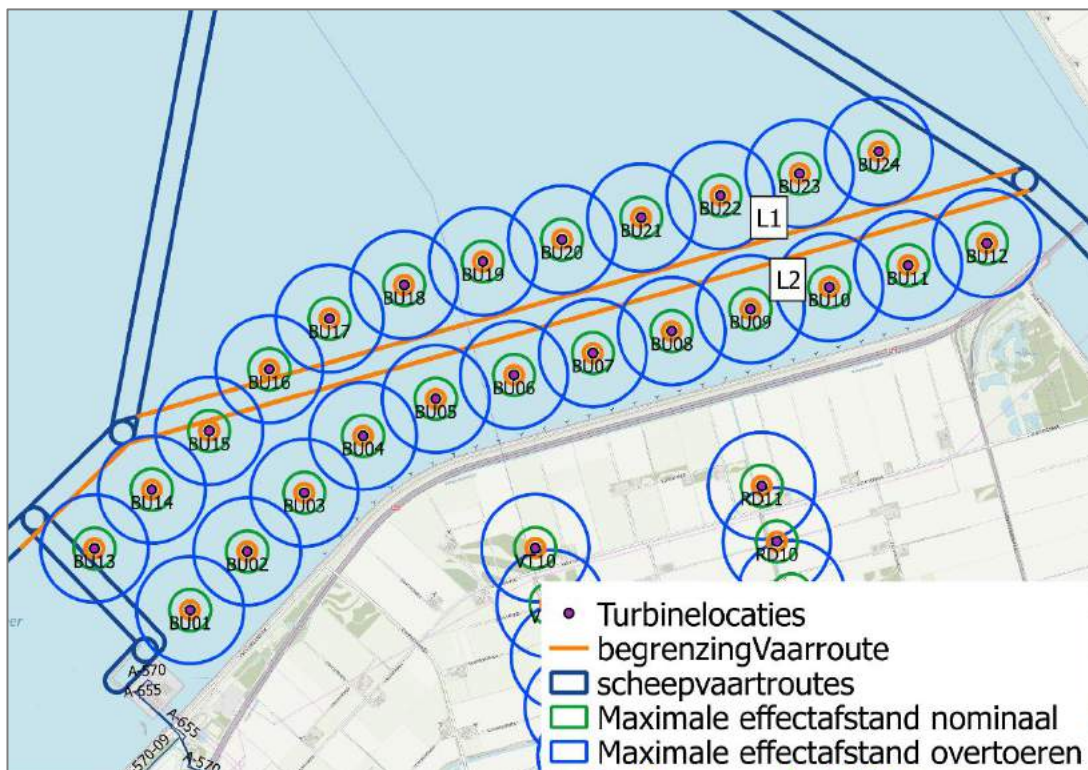 BU24
BU23
BU22
L1
BU21
BU20
BU12
BU19
BU11
L2
BU18
BU10
BU17
BU09
BU08
BU16
BU07
BU06
BU05
BU15
BU04
BU14
BU03
RD11
BU13
BU02
VT10
RD10
BU01
A-570
A-655
A-655
A-570
570-09
Turbinelocaties
begrenzingVaarroute
scheepvaartroutes
Maximale effectafstand nominaal
Maximale effectafstand overtoeren